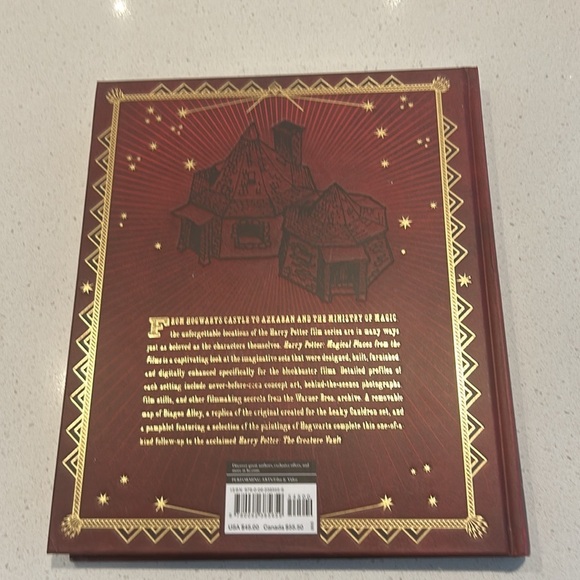 FROM HOGWARTS CASTLE TO AZKABAN AND THE MINISTRY OF MAGIC
the unforgettable locations of the Harry Potter film series are in many ways
just as beloved as the characters themselves. Harry Potter: Magical Places from the
Films is a captivating look at the imaginative sets that were designed, built, furnished
and digitally enhanced specifically for the blockbuster films. Detailed profiles of
each setting include never-before-seen concept art, behind-the-scenes photographs
film stills, and other filmmaking secrets from the Warner Bros. archive. A removable
map of Diagon Alley, a replica of the original created for the Leaky Cauldron set, and
a pamphlet featuring a selection of the paintings of Hogwarts complete this one-of-a
kind follow-up to the acclaimed Harry Potter: The Creature Vault
PERFORMING ARTS/Film & Video
USA $45.00 Canada